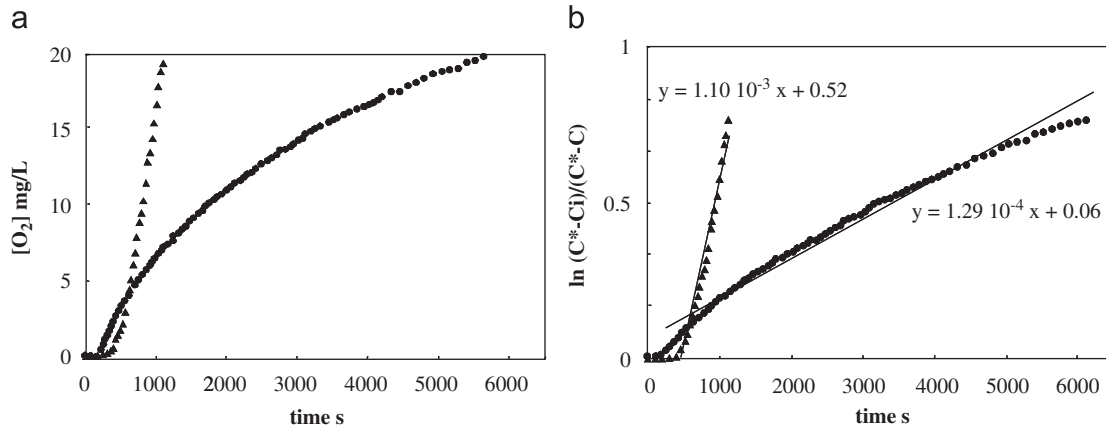 a
20
15
10
5
0
[O2] mg/L
0 1000 2000 3000 4000 5000 6000
time s
b
1
0.5
0
ln (C*-Ci)/(C*-C)
y = 1.10 10-3 x + 0.52
y = 1.29 10-4 x + 0.06
0 1000 2000 3000 4000 5000 6000
time s